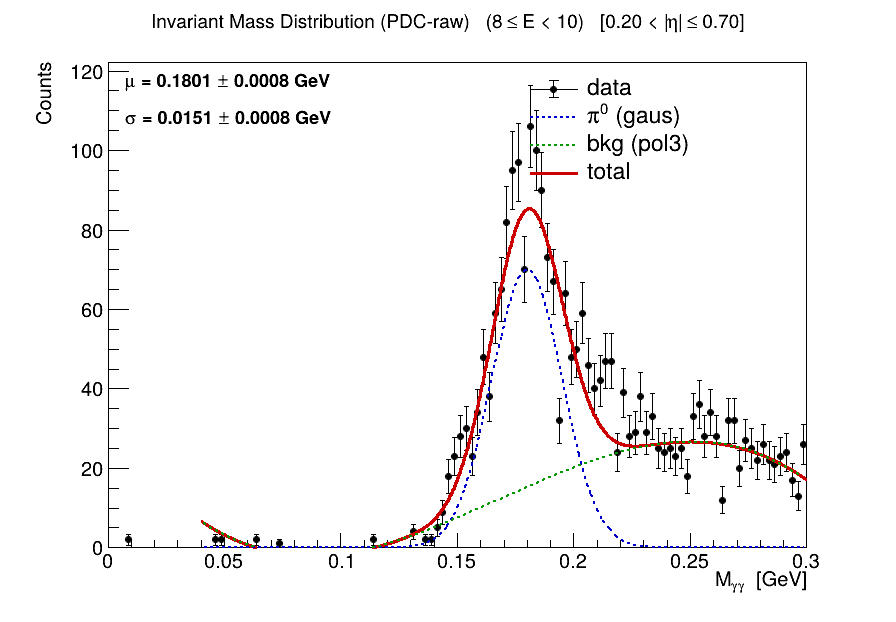 Invariant Mass Distribution (PDC-raw) (8 ≤ E < 10) [0.20 < |η| ≤ 0.70]
Counts
μ = 0.1801 ± 0.0008 GeV
σ = 0.0151 ± 0.0008 GeV
data
π⁰ (gaus)
bkg (pol3)
total
120
100
80
60
40
20
0
0 0.05 0.1 0.15 0.2 0.25 0.3
M_γγ [GeV]